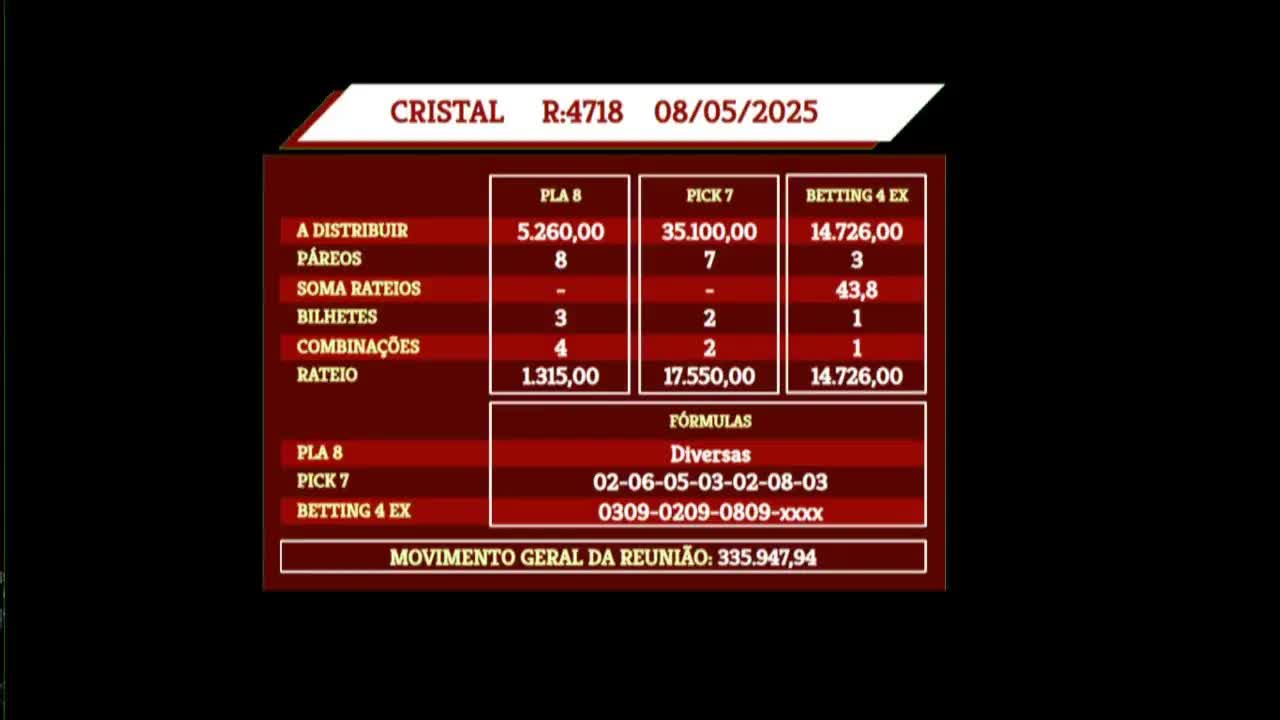 CRISTAL R:4718 08/05/2025
PLA 8 PICK 7 BETTING 4 EX
A DISTRIBUIR 5.260,00 35.100,00 14.726,00
PÁREOS 8 7 3
SOMA RATEIOS - - 43,8
BILHETES 3 2 1
COMBINAÇÕES 4 2 1
RATEIO 1.315,00 17.550,00 14.726,00
FÓRMULAS
PLA 8 Diversas
PICK 7 02-06-05-03-02-08-03
BETTING 4 EX 0309-0209-0809-xxxx
MOVIMENTO GERAL DA REUNIÃO: 335.947,94